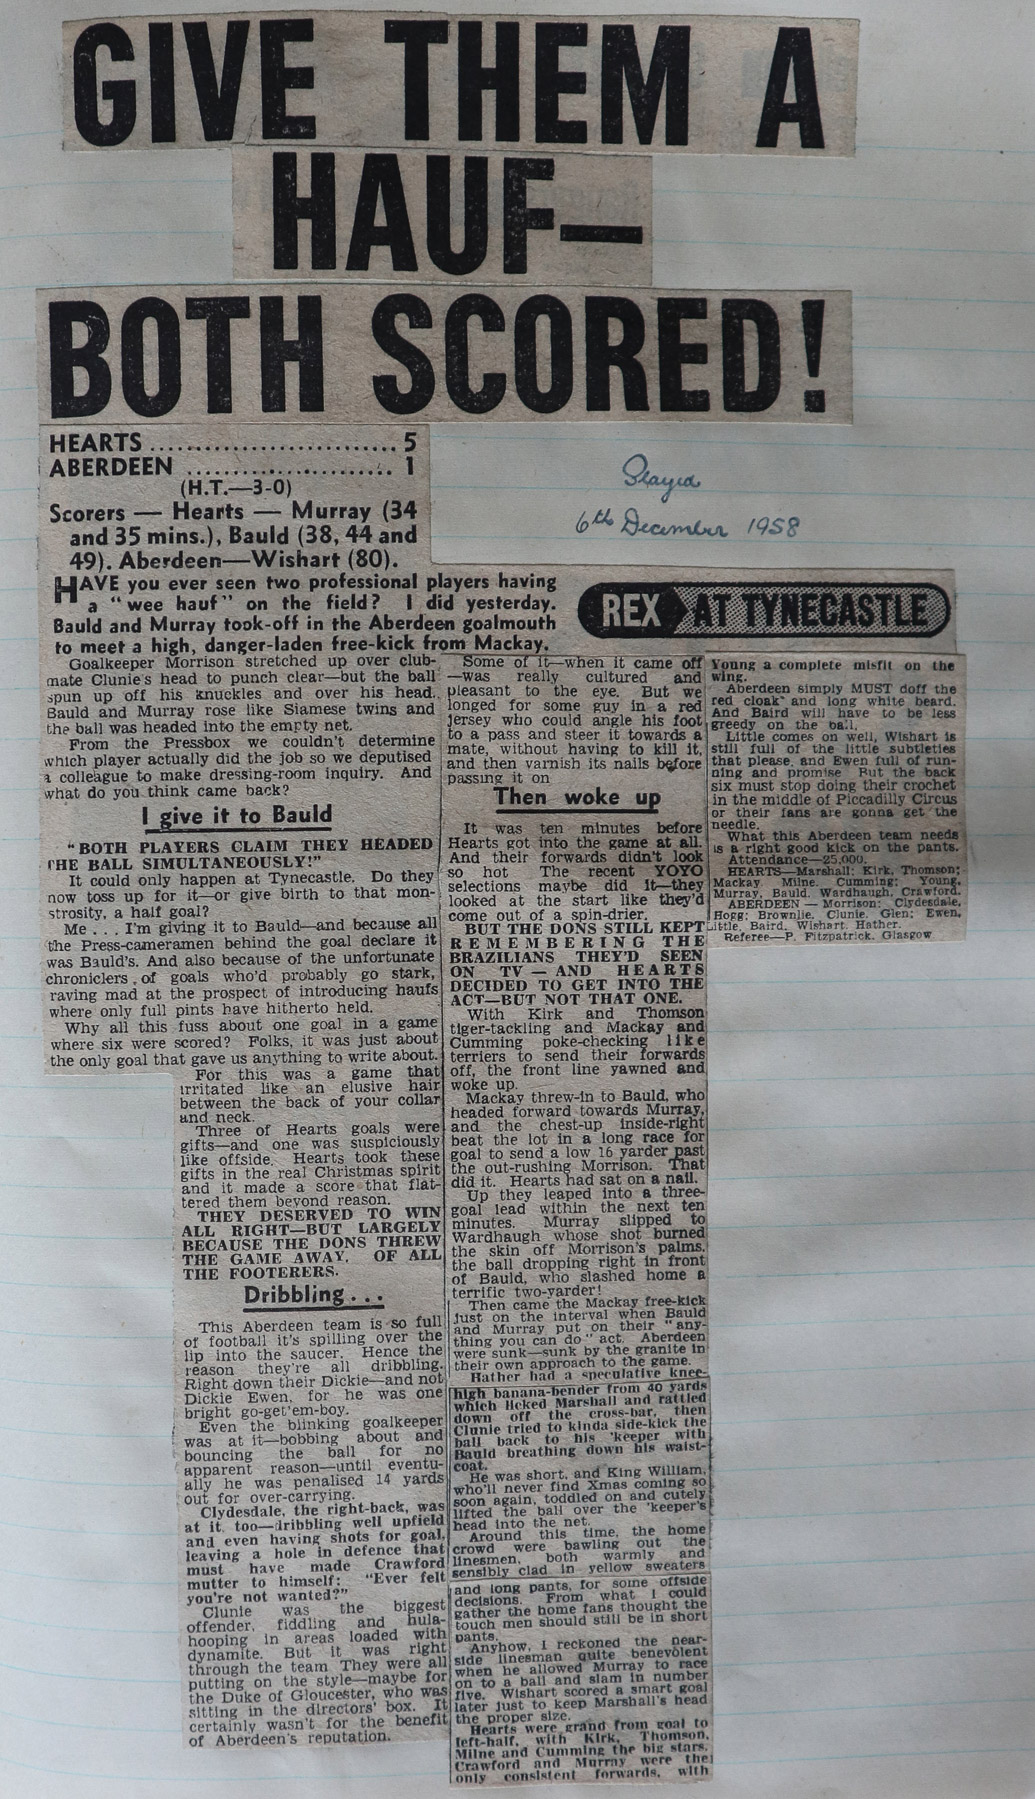 GIVE THEM A
HAUF—
BOTH SCORED!
HEARTS .............................. 5
ABERDEEN ......................... 1
(H.T.—3-0)
Scorers — Hearts — Murray (34
and 35 mins.), Bauld (38, 44 and
49). Aberdeen—Wishart (80).
Played
6th December 1958
HAVE you ever seen two professional players having
a "wee hauf" on the field? I did yesterday.
Bauld and Murray took-off in the Aberdeen goalmouth
to meet a high, danger-laden free-kick from Mackay.
REX AT TYNECASTLE
Goalkeeper Morrison stretched up over club-
mate Clunie's head to punch clear—but the ball
spun up off his knuckles and over his head.
Bauld and Murray rose like Siamese twins and
the ball was headed into the empty net.
From the Pressbox we couldn't determine
which player actually did the job so we deputised
a colleague to make dressing-room inquiry. And
what do you think came back?
I give it to Bauld
"BOTH PLAYERS CLAIM THEY HEADED
THE BALL SIMULTANEOUSLY!"
It could only happen at Tynecastle. Do they
now toss up for it—or give birth to that mon-
strosity, a half goal?
Me . . . I'm giving it to Bauld—and because all
the Press-cameramen behind the goal declare it
was Bauld's. And also because of the unfortunate
chroniclers of goals who'd probably go stark,
raving mad at the prospect of introducing haufs
where only full pints have hitherto held.
Why all this fuss about one goal in a game
where six were scored? Folks, it was just about
the only goal that gave us anything to write about.
For this was a game that
irritated like an elusive hair
between the back of your collar
and neck.
Three of Hearts goals were
gifts—and one was suspiciously
like offside. Hearts took these
gifts in the real Christmas spirit
and it made a score that flat-
tered them beyond reason.
THEY DESERVED TO WIN
ALL RIGHT—BUT LARGELY
BECAUSE THE DONS THREW
THE GAME AWAY. OF ALL
THE FOOTERERS.
Dribbling . . .
This Aberdeen team is so full
of football it's spilling over the
lip into the saucer. Hence the
reason they're all dribbling.
Right down their Dickie—and not
Dickie Ewen, for he was one
bright go-get'em-boy.
Even the blinking goalkeeper
was at it—bobbing about and
bouncing the ball for no
apparent reason—until eventu-
ally he was penalised 14 yards
out for over-carrying.
Clydesdale, the right-back, was
at it, too—dribbling well upfield
and even having shots for goal,
leaving a hole in defence that
must have made Crawford
mutter to himself: "Ever felt
you're not wanted?"
Clunie was the biggest
offender, fiddling and hula-
hooping in areas loaded with
dynamite. But it was right
through the team They were all
putting on the style—maybe for
the Duke of Gloucester, who was
sitting in the directors' box. It
certainly wasn't for the benefit
of Aberdeen's reputation.
Some of it—when it came off
—was really cultured and
pleasant to the eye. But we
longed for some guy in a red
jersey who could angle his foot
to a pass and steer it towards a
mate, without having to kill it,
and then varnish its nails before
passing it on
Then woke up
It was ten minutes before
Hearts got into the game at all.
And their forwards didn't look
so hot The recent YOYO
selections maybe did it—they
looked at the start like they'd
come out of a spin-drier.
BUT THE DONS STILL KEPT
REMEMBERING THE
BRAZILIANS THEY'D SEEN
ON TV — AND HEARTS
DECIDED TO GET INTO THE
ACT—BUT NOT THAT ONE.
With Kirk and Thomson
tiger-tackling and Mackay and
Cumming poke-checking like
terriers to send their forwards
off, the front line yawned and
woke up.
Mackay threw-in to Bauld, who
headed forward towards Murray,
and the chest-up inside-right
beat the lot in a long race for
goal to send a low 16 yarder past
the out-rushing Morrison. That
did it. Hearts had sat on a nail.
Up they leaped into a three-
goal lead within the next ten
minutes. Murray slipped to
Wardhaugh whose shot burned
the skin off Morrison's palms.
the ball dropping right in front
of Bauld, who slashed home a
terrific two-yarder!
Then came the Mackay free-kick
just on the interval when Bauld
and Murray put on their "any-
thing you can do" act. Aberdeen
were sunk—sunk by the granite in
their own approach to the game.
Hather had a speculative knee-
high banana-bender from 40 yards
which licked Marshall and rattled
down off the cross-bar, then
Clunie tried to kinda side-kick the
ball back to his 'keeper with
Bauld breathing down his waist-
coat.
He was short, and King William,
who'll never find Xmas coming so
soon again, toddled on and cutely
lifted the ball over the 'keeper's
head into the net.
Around this time, the home
crowd were bawling out the
linesmen, both warmly and
sensibly clad in yellow sweaters
and long pants, for some offside
decisions. From what I could
gather the home fans thought the
touch men should still be in short
pants.
Anyhow, I reckoned the near-
side linesman quite benevolent
when he allowed Murray to race
on to a ball and slam in number
five. Wishart scored a smart goal
later just to keep Marshall's head
the proper size.
Hearts were grand from goal to
left-half, with Kirk, Thomson,
Milne and Cumming the big stars.
Crawford and Murray were the
only consistent forwards, with
Young a complete misfit on the
wing.
Aberdeen simply MUST doff the
red cloak and long white beard.
And Baird will have to be less
greedy on the ball.
Little comes on well, Wishart is
still full of the little subtleties
that please, and Ewen full of run-
ning and promise But the back
six must stop doing their crochet
in the middle of Piccadilly Circus
or their fans are gonna get the
needle.
What this Aberdeen team needs
is a right good kick on the pants.
Attendance—25,000.
HEARTS—Marshall; Kirk, Thomson;
Mackay, Milne, Cumming; Young,
Murray, Bauld, Wardhaugh, Crawford.
ABERDEEN — Morrison; Clydesdale,
Hogg; Brownlie, Clunie, Glen; Ewen,
Little, Baird, Wishart, Hather.
Referee—P. Fitzpatrick, Glasgow